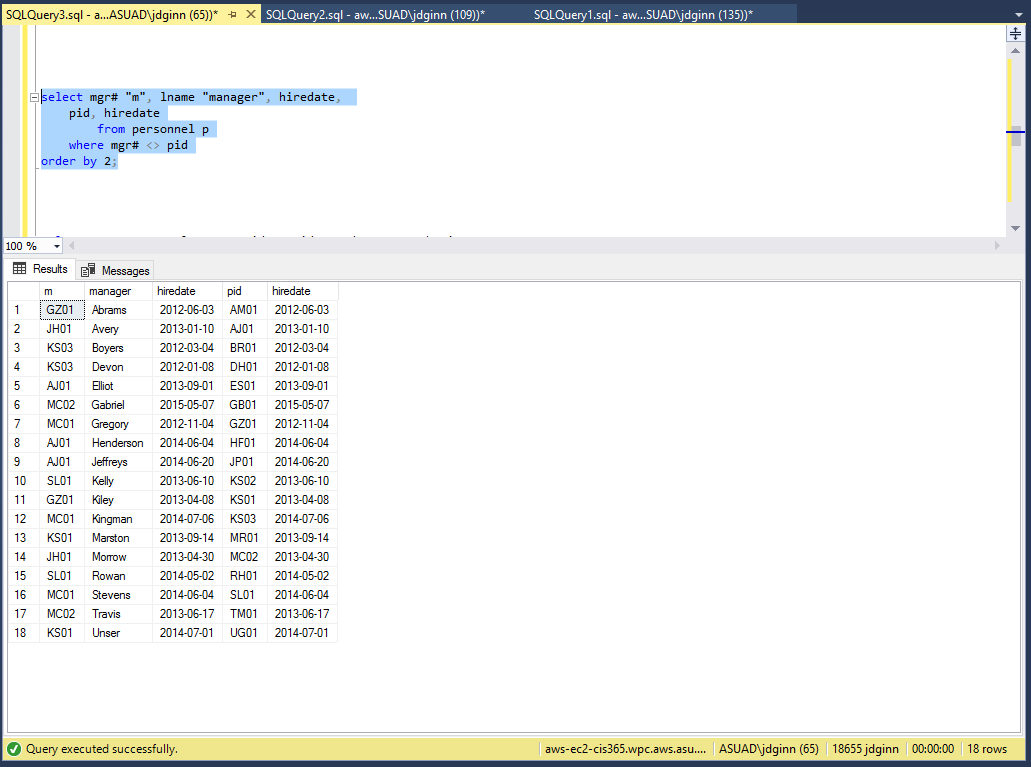 SQLQuery3.sql - a...ASUAD\jdginn (65))* SQLQuery2.sql - aw...SUAD\jdginn (109))* SQLQuery1.sql - aw...SUAD\jdginn (135))*
select mgr# "m", lname "manager", hiredate,
pid, hiredate
from personnel p
where mgr# <> pid
order by 2;
100 %
Results Messages
m manager hiredate pid hiredate
1 GZ01 Abrams 2012-06-03 AM01 2012-06-03
2 JH01 Avery 2013-01-10 AJ01 2013-01-10
3 KS03 Boyers 2012-03-04 BR01 2012-03-04
4 KS03 Devon 2012-01-08 DH01 2012-01-08
5 AJ01 Elliot 2013-09-01 ES01 2013-09-01
6 MC02 Gabriel 2015-05-07 GB01 2015-05-07
7 MC01 Gregory 2012-11-04 GZ01 2012-11-04
8 AJ01 Henderson 2014-06-04 HF01 2014-06-04
9 AJ01 Jeffreys 2014-06-20 JP01 2014-06-20
10 SL01 Kelly 2013-06-10 KS02 2013-06-10
11 GZ01 Kiley 2013-04-08 KS01 2013-04-08
12 MC01 Kingman 2014-07-06 KS03 2014-07-06
13 KS01 Marston 2013-09-14 MR01 2013-09-14
14 JH01 Morrow 2013-04-30 MC02 2013-04-30
15 SL01 Rowan 2014-05-02 RH01 2014-05-02
16 MC01 Stevens 2014-06-04 SL01 2014-06-04
17 MC02 Travis 2013-06-17 TM01 2013-06-17
18 KS01 Unser 2014-07-01 UG01 2014-07-01
Query executed successfully. aws-ec2-cis365.wpc.aws.asu.... ASUAD\jdginn (65) 18655 jdginn 00:00:00 18 rows